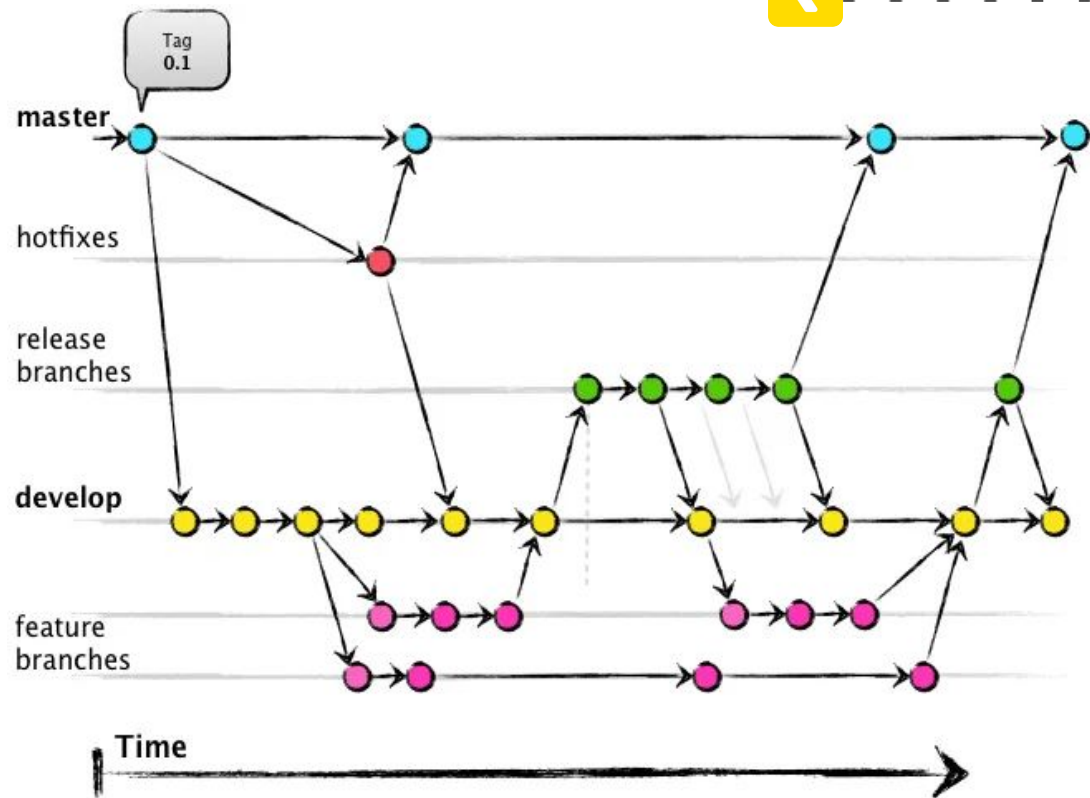 Tag
0.1
master
hotfixes
release
branches
develop
feature
branches
Time